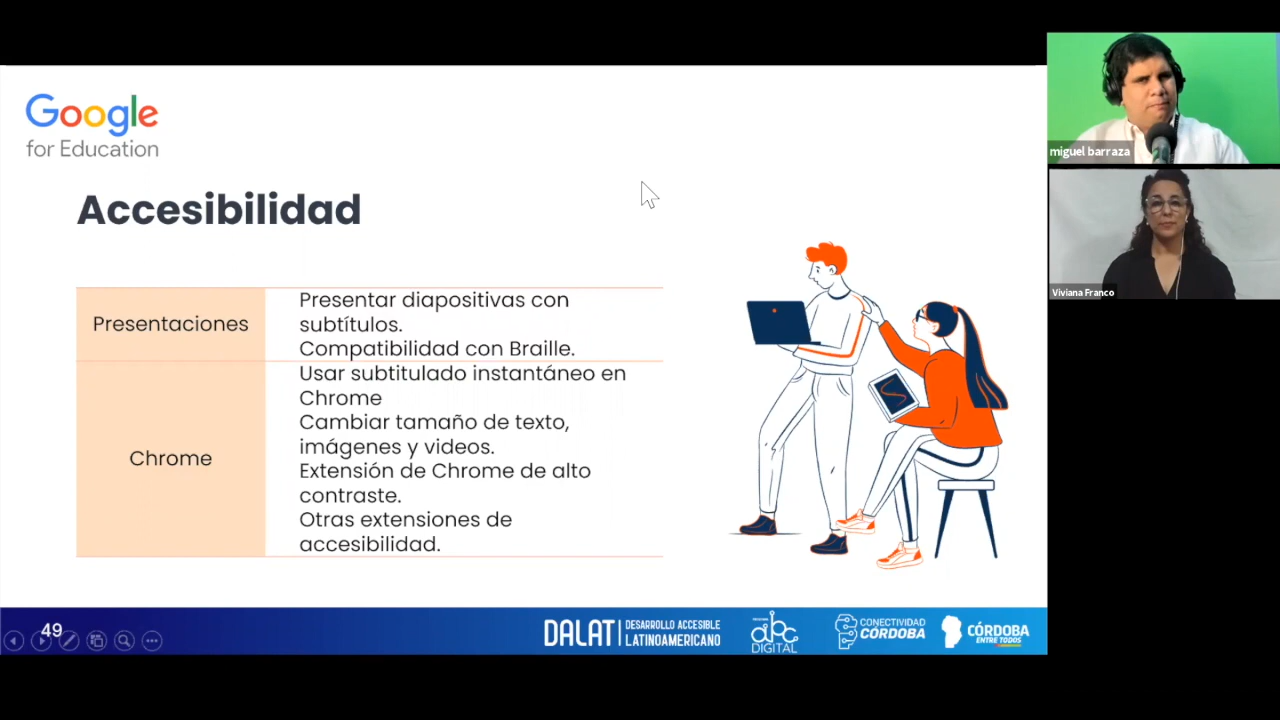 Google
for Education
Accesibilidad
Presentaciones
Presentar diapositivas con
subtítulos.
Compatibilidad con Braille.
Chrome
Usar subtitulado instantáneo en
Chrome
Cambiar tamaño de texto,
imágenes y videos.
Extensión de Chrome de alto
contraste.
Otras extensiones de
accesibilidad.
49
DALAT
DESARROLLO ACCESIBLE
LATINOAMERICANO
abc
DIGITAL
CONECTIVIDAD
CÓRDOBA
CÓRDOBA
ENTRE TODOS
miguel barraza
Viviana Franco